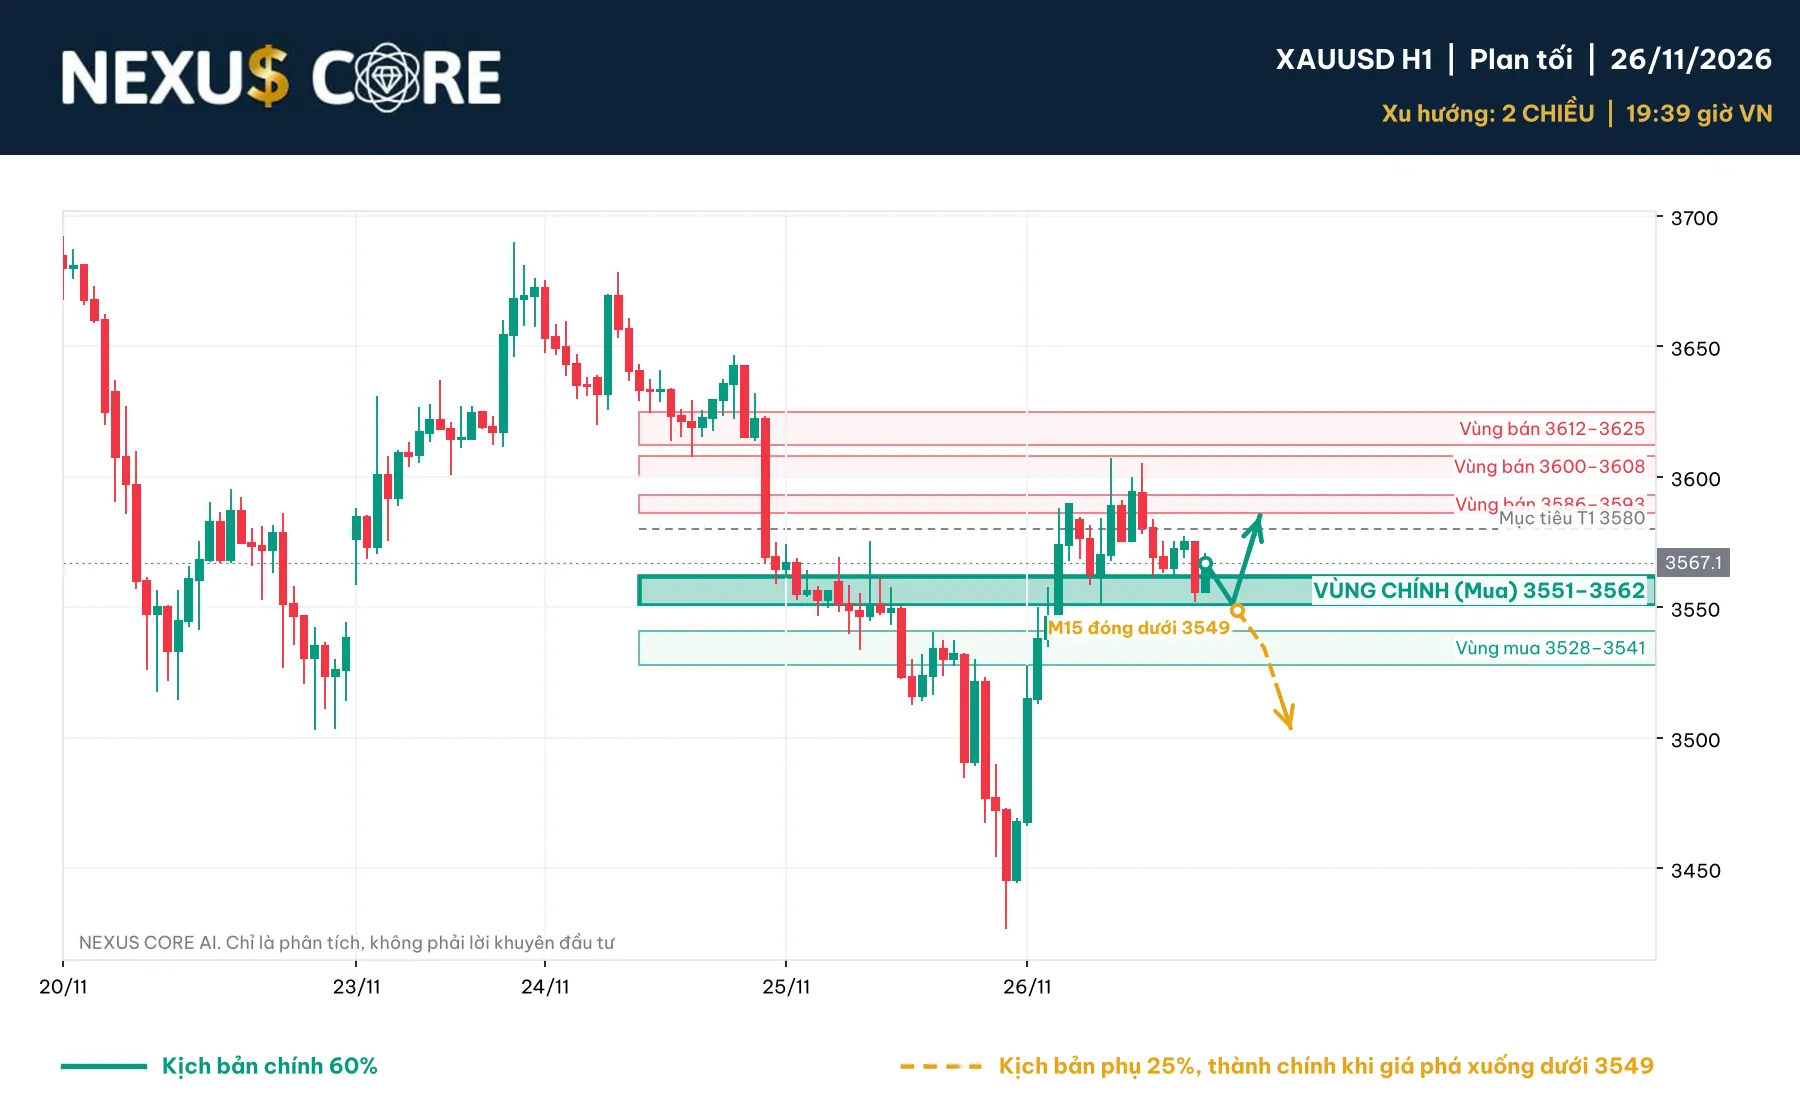 NEXU$ CORE
XAUUSD H1 | Plan tối | 26/11/2026
Xu hướng: 2 CHIỀU | 19:39 giờ VN
3700
3650
Vùng bán 3612–3625
Vùng bán 3600–3608
3600
Vùng bán 3586–3593
Mục tiêu T1 3580
3567.1
VÙNG CHÍNH (Mua) 3551–3562
3550
M15 đóng dưới 3549
Vùng mua 3528–3541
3500
3450
NEXUS CORE AI. Chỉ là phân tích, không phải lời khuyên đầu tư
20/11
23/11
24/11
25/11
26/11
Kịch bản chính 60%
Kịch bản phụ 25%, thành chính khi giá phá xuống dưới 3549